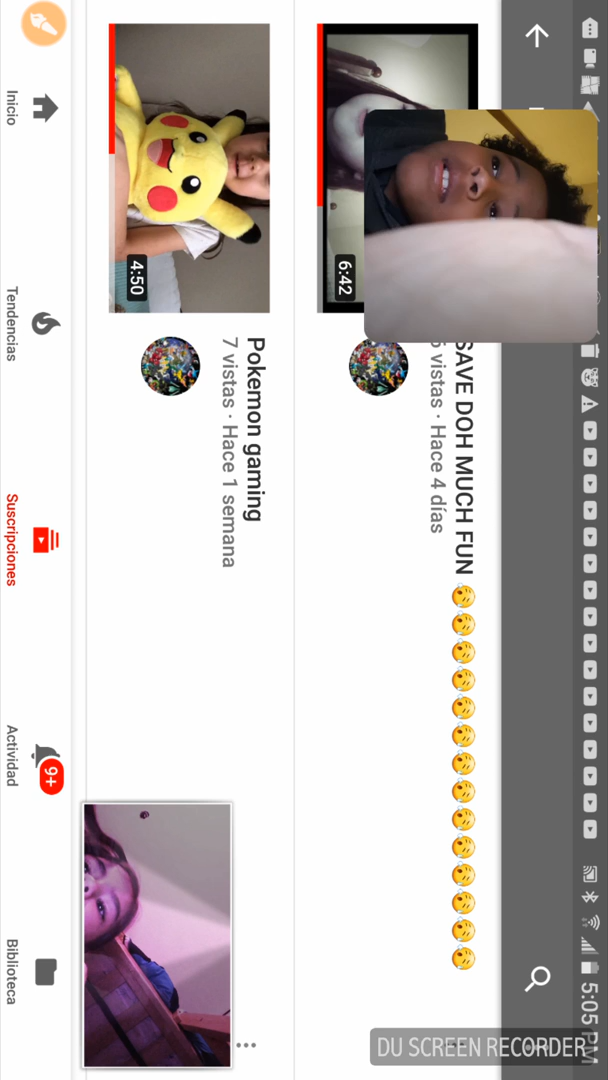 5:05 PM
SAVE DOH MUCH FUN 😥😥😥😥😥😥😥😥😥😥😥😥😥😥
vistas · Hace 4 días
6:42
Pokemon gaming
7 vistas · Hace 1 semana
4:50
Inicio
Tendencias
Suscripciones
Actividad
9+
Biblioteca
DU SCREEN RECORDER